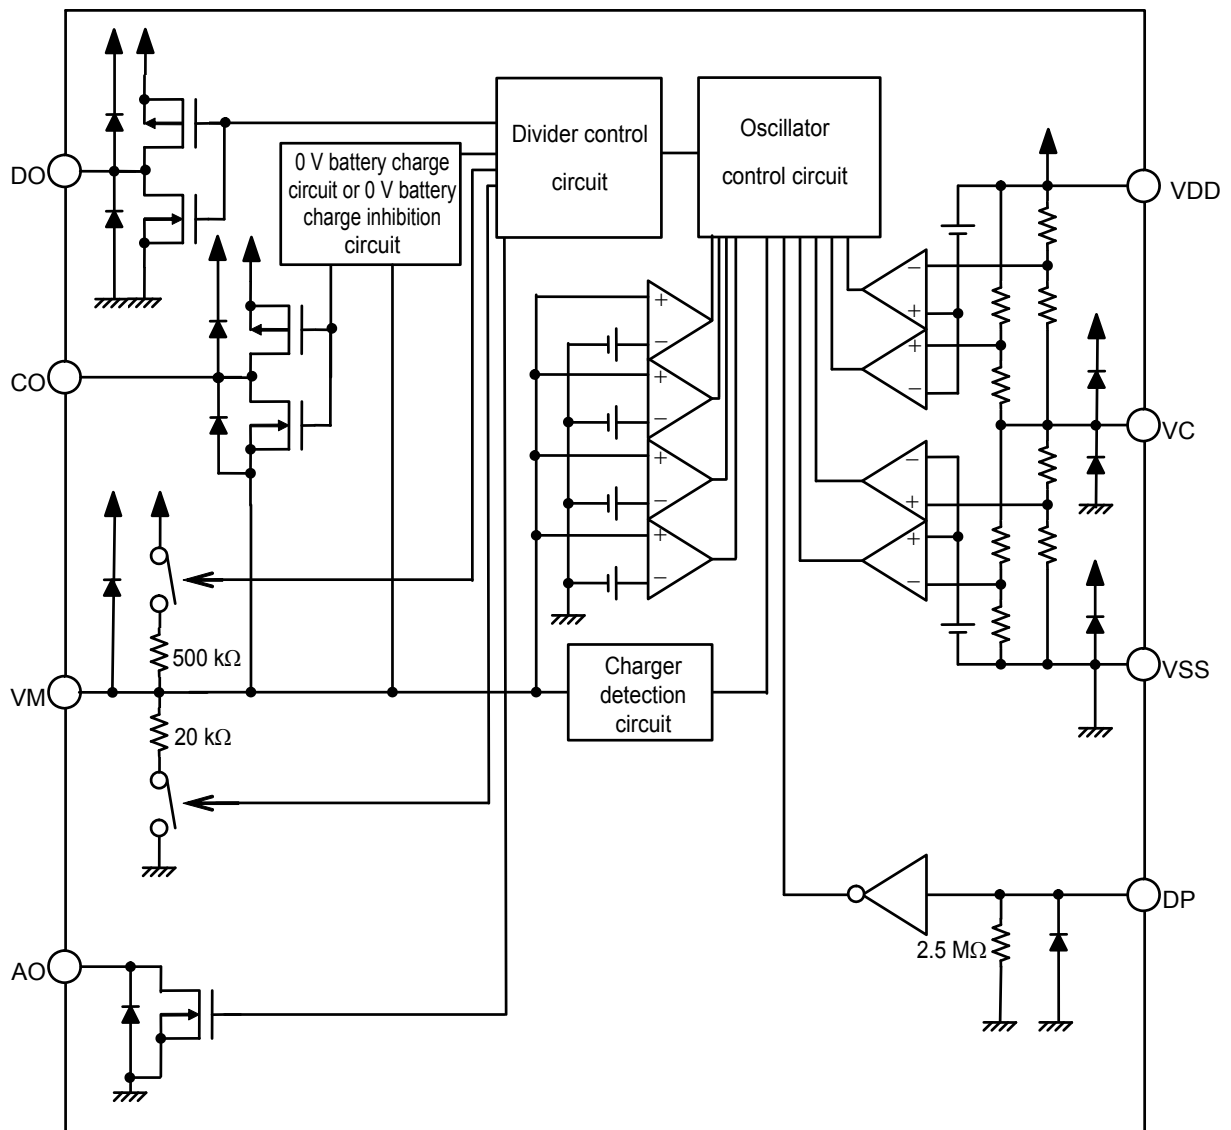 Divider control
circuit
Oscillator
control circuit
0 V battery charge
circuit or 0 V battery
charge inhibition
circuit
DO
VDD
−
+
+
−
+
−
+
−
+
−
+
−
CO
VC
−
+
+
−
500 kΩ
VM
20 kΩ
Charger
detection
circuit
VSS
DP
2.5 MΩ
AO